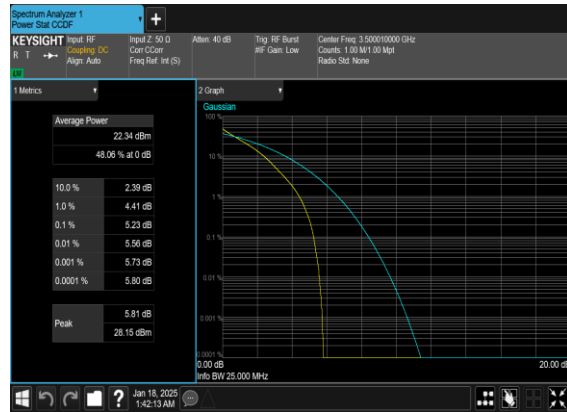 Spectrum Analyzer 1
Power Stat CCDF
+
KEYSIGHT
R T
LV
Input: RF
Coupling: DC
Align: Auto
Input Z: 50 Ω
Corr CCorr
Freq Ref: Int (S)
Atten: 40 dB
Trig: RF Burst
#IF Gain: Low
Center Freq: 3.500010000 GHz
Counts: 1.00 M/1.00 Mpt
Radio Std: None
1 Metrics
Average Power
22.34 dBm
48.06 % at 0 dB
10.0 % 2.39 dB
1.0 % 4.41 dB
0.1 % 5.23 dB
0.01 % 5.56 dB
0.001 % 5.73 dB
0.0001 % 5.80 dB
Peak
5.81 dB
28.15 dBm
2 Graph
Gaussian
100 %
10 %
1 %
0.1 %
0.01 %
0.001 %
0.0001 %
0.00 dB 20.00 dB
Info BW 25.000 MHz
?
Jan 18, 2025
1:42:13 AM